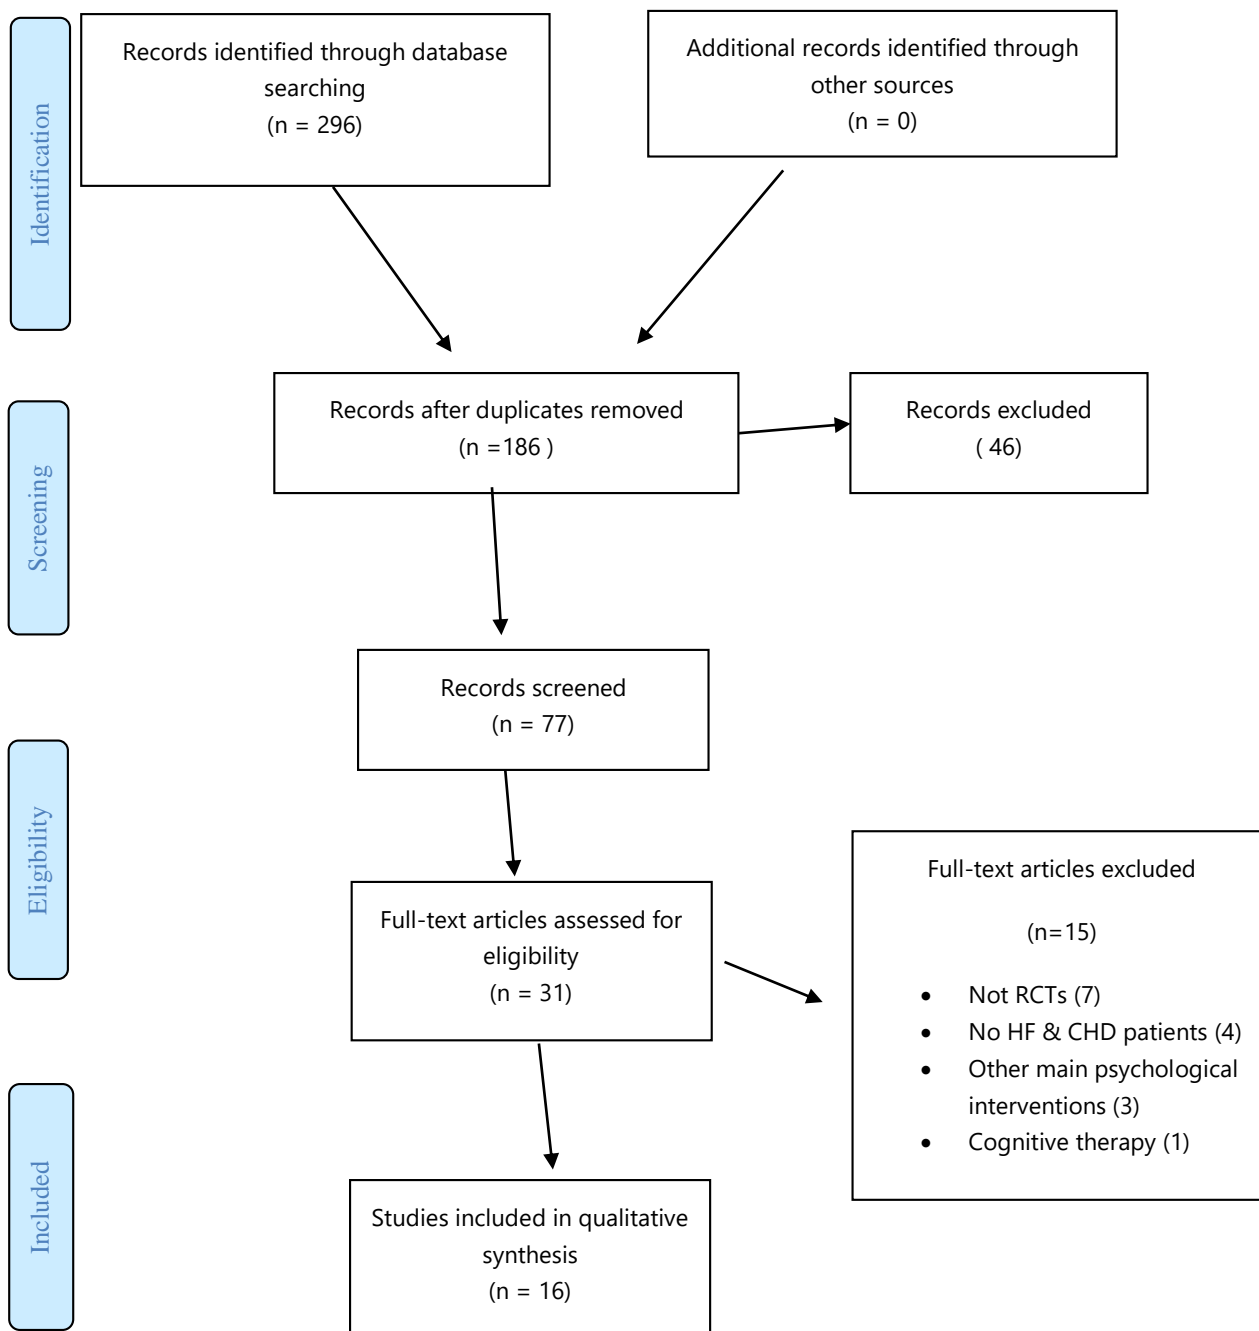 Identification
Records identified through database
searching
(n = 296)
Additional records identified through
other sources
(n = 0)
Screening
Records after duplicates removed
(n =186 )
Records excluded
( 46)
Records screened
(n = 77)
Eligibility
Full-text articles assessed for
eligibility
(n = 31)
Full-text articles excluded
(n=15)
• Not RCTs (7)
• No HF & CHD patients (4)
• Other main psychological
interventions (3)
• Cognitive therapy (1)
Included
Studies included in qualitative
synthesis
(n = 16)